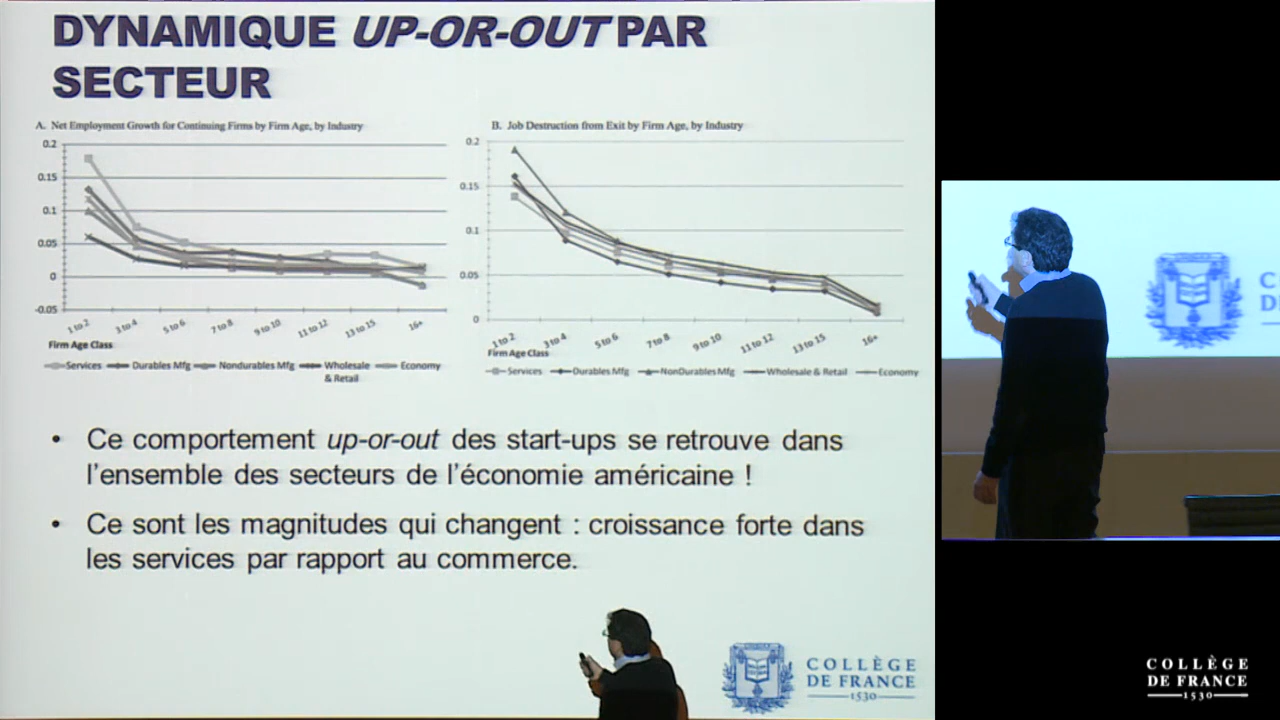 DYNAMIQUE UP-OR-OUT PAR
SECTEUR
A. Net Employment Growth for Continuing Firms by Firm Age, by Industry
0.2
0.15
0.1
0.05
0
-0.05
1 to 2
3 to 4
5 to 6
7 to 8
9 to 10
11 to 12
13 to 15
16+
Firm Age Class
Services
Durables Mfg
Nondurables Mfg
Wholesale
& Retail
Economy
B. Job Destruction from Exit by Firm Age, by Industry
0.2
0.15
0.1
0.05
0
1 to 2
3 to 4
5 to 6
7 to 8
9 to 10
11 to 12
13 to 15
16+
Firm Age Class
Services
Durables Mfg
NonDurables Mfg
Wholesale & Retail
Economy
• Ce comportement up-or-out des start-ups se retrouve dans
l'ensemble des secteurs de l'économie américaine !
• Ce sont les magnitudes qui changent : croissance forte dans
les services par rapport au commerce.
COLLÈGE
DE FRANCE
1530
C
D
COLLÈGE
DE FRANCE
1530